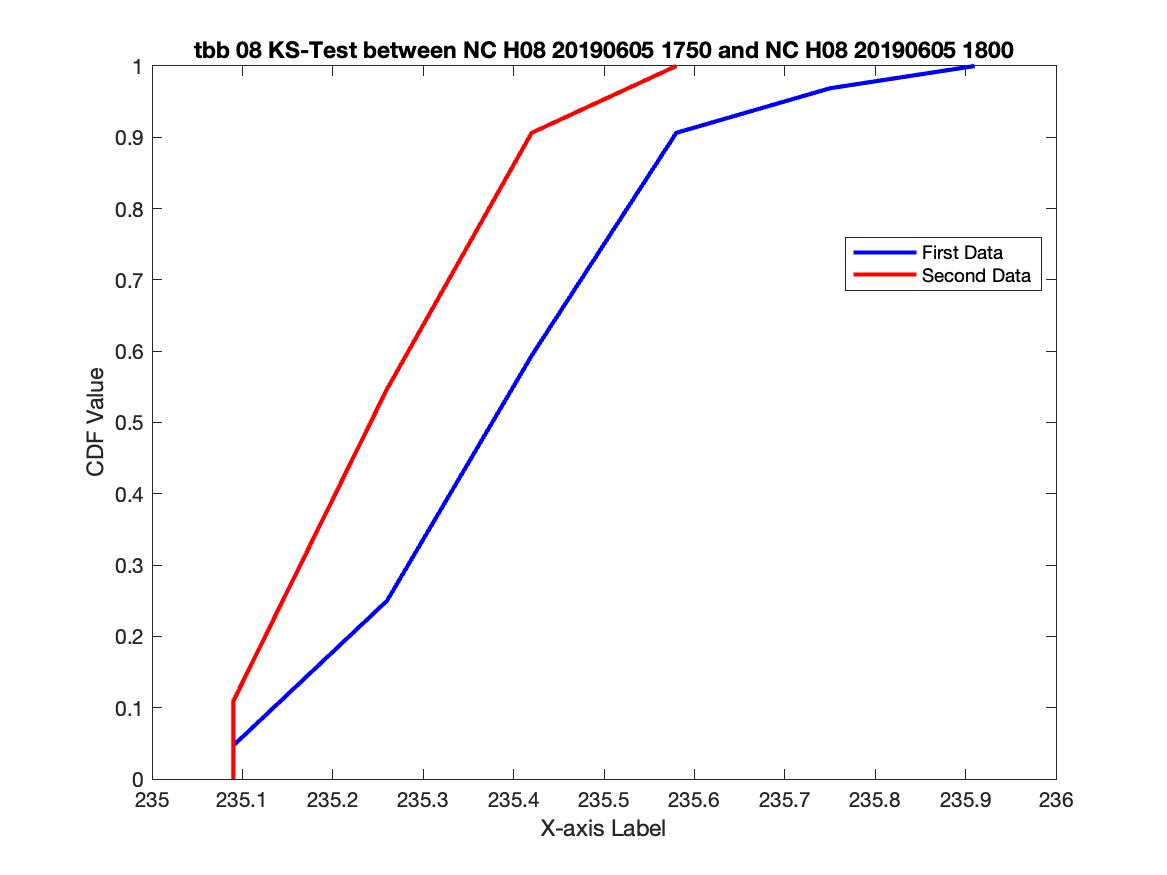 tbb 08 KS-Test between NC H08 20190605 1750 and NC H08 20190605 1800
1
0.9
0.8
0.7
0.6
0.5
0.4
0.3
0.2
0.1
0
CDF Value
First Data
Second Data
235 235.1 235.2 235.3 235.4 235.5 235.6 235.7 235.8 235.9 236
X-axis Label